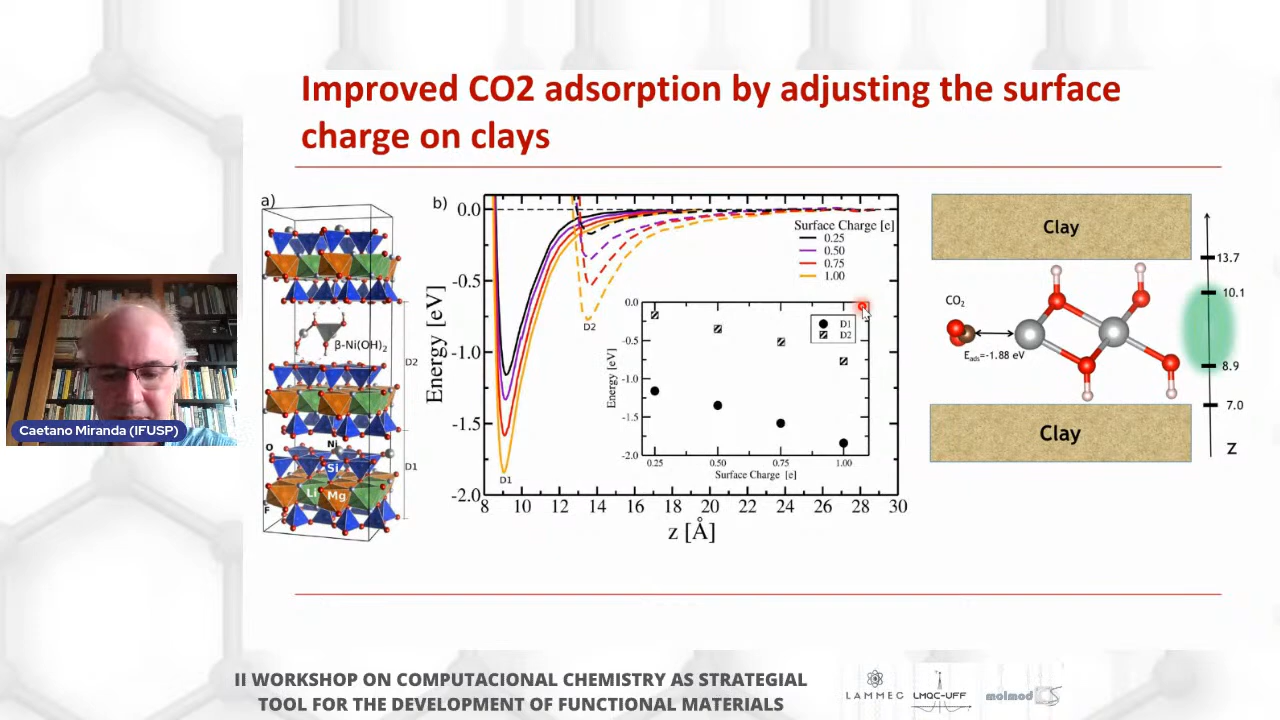 Improved CO2 adsorption by adjusting the surface
charge on clays
a)
β-Ni(OH)2
D2
O
Ni
Si
D1
Li
Mg
F
b)
0.0
-0.5
-1.0
-1.5
-2.0
Energy [eV]
8 10 12 14 16 18 20 22 24 26 28 30
z [Å]
Surface Charge [e]
0.25
0.50
0.75
1.00
D2
D1
0.0
-0.5
-1.0
-1.5
-2.0
Energy [eV]
D1
D2
0.25 0.50 0.75 1.00
Surface Charge [e]
Clay
CO2
Eads=-1.88 eV
Clay
13.7
10.1
8.9
7.0
Z
Caetano Miranda (IFUSP)
II WORKSHOP ON COMPUTACIONAL CHEMISTRY AS STRATEGIAL
TOOL FOR THE DEVELOPMENT OF FUNCTIONAL MATERIALS
LAMMEC
LMQC-UFF
molmod CS